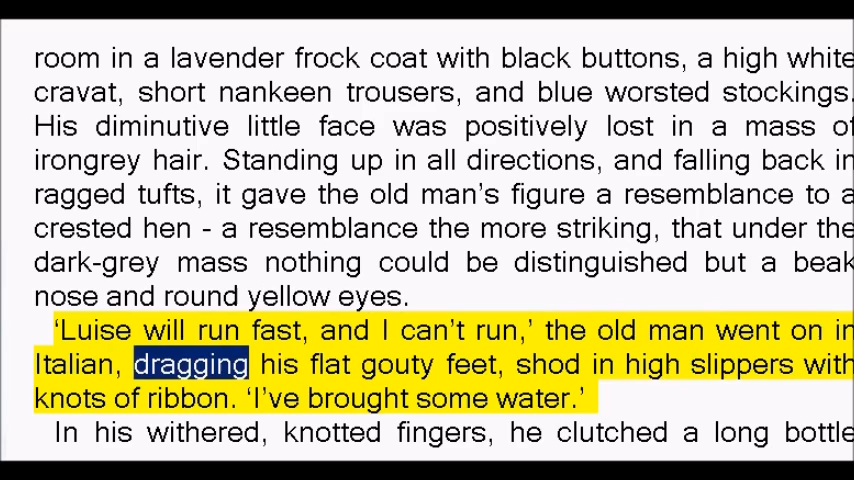 room in a lavender frock coat with black buttons, a high white
cravat, short nankeen trousers, and blue worsted stockings.
His diminutive little face was positively lost in a mass of
irongrey hair. Standing up in all directions, and falling back in
ragged tufts, it gave the old man's figure a resemblance to a
crested hen - a resemblance the more striking, that under the
dark-grey mass nothing could be distinguished but a beak
nose and round yellow eyes.
‘Luise will run fast, and I can’t run,’ the old man went on in
Italian, dragging his flat gouty feet, shod in high slippers with
knots of ribbon. ‘I’ve brought some water.’
In his withered, knotted fingers, he clutched a long bottle